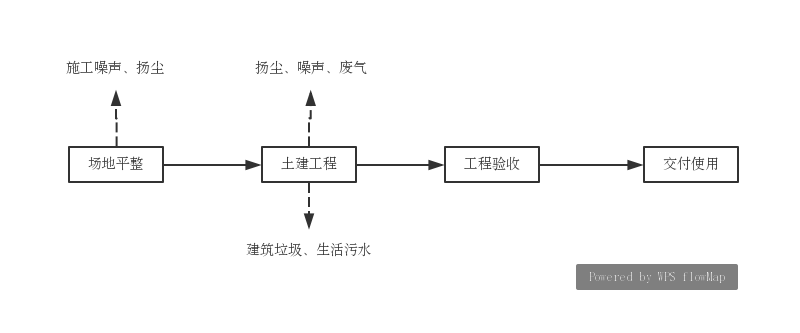 施工噪声、扬尘
扬尘、噪声、废气
场地平整
土建工程
工程验收
交付使用
建筑垃圾、生活污水
Powered by WPS flowMap